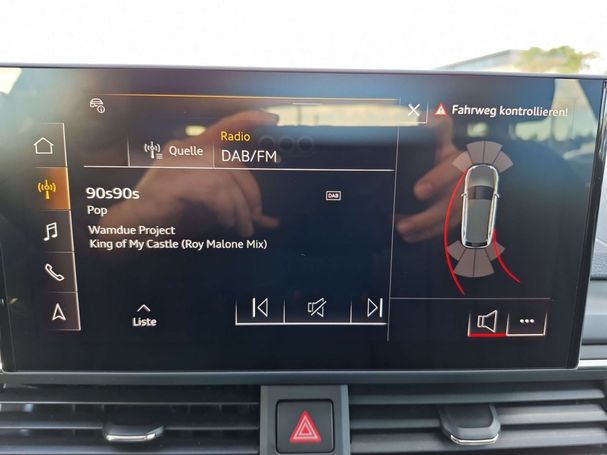 Fahrweg kontrollieren!
Radio
Quelle
DAB/FM
90s90s
DAB
Pop
Wamdue Project
King of My Castle (Roy Malone Mix)
Liste